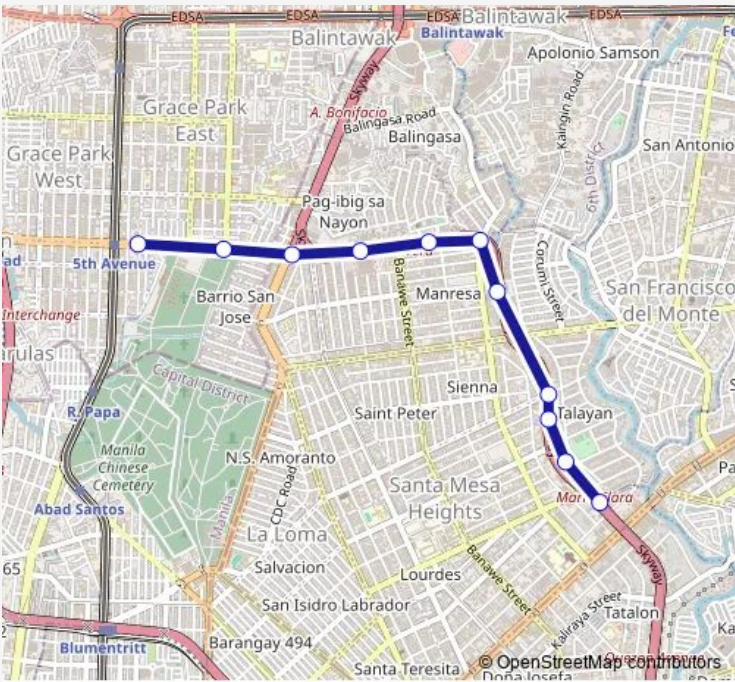 EDSA
EDSA
EDSA
Balintawak
EDSA
Balintawak
Balintawak
Apolonio Samson
Skyway
Grace Park
East
A. Bonifacio
Balingasa Road
Balingasa
Kaingin Road
6th District
San Antonio
Grace Park
West
Pag-ibig sa
Nayon
5th Avenue
ad
Interchange
Barrio San
Jose
Banawe Street
Manresa
Corumi Street
San Francisco
del Monte
arulas
Capital District
R. Papa
Sienna
Saint Peter
Talayan
Manila
Chinese
Cemetery
N.S. Amoranto
CDC Road
Manila
Santa Mesa
Heights
Abad Santos
La Loma
Skyway
65
Salvacion
Lourdes
Banawe Street
San Isidro Labrador
Kaliraya Street
Tatalon
Barangay 494
Blumentritt
Santa Teresita
© OpenStreetMap contributors